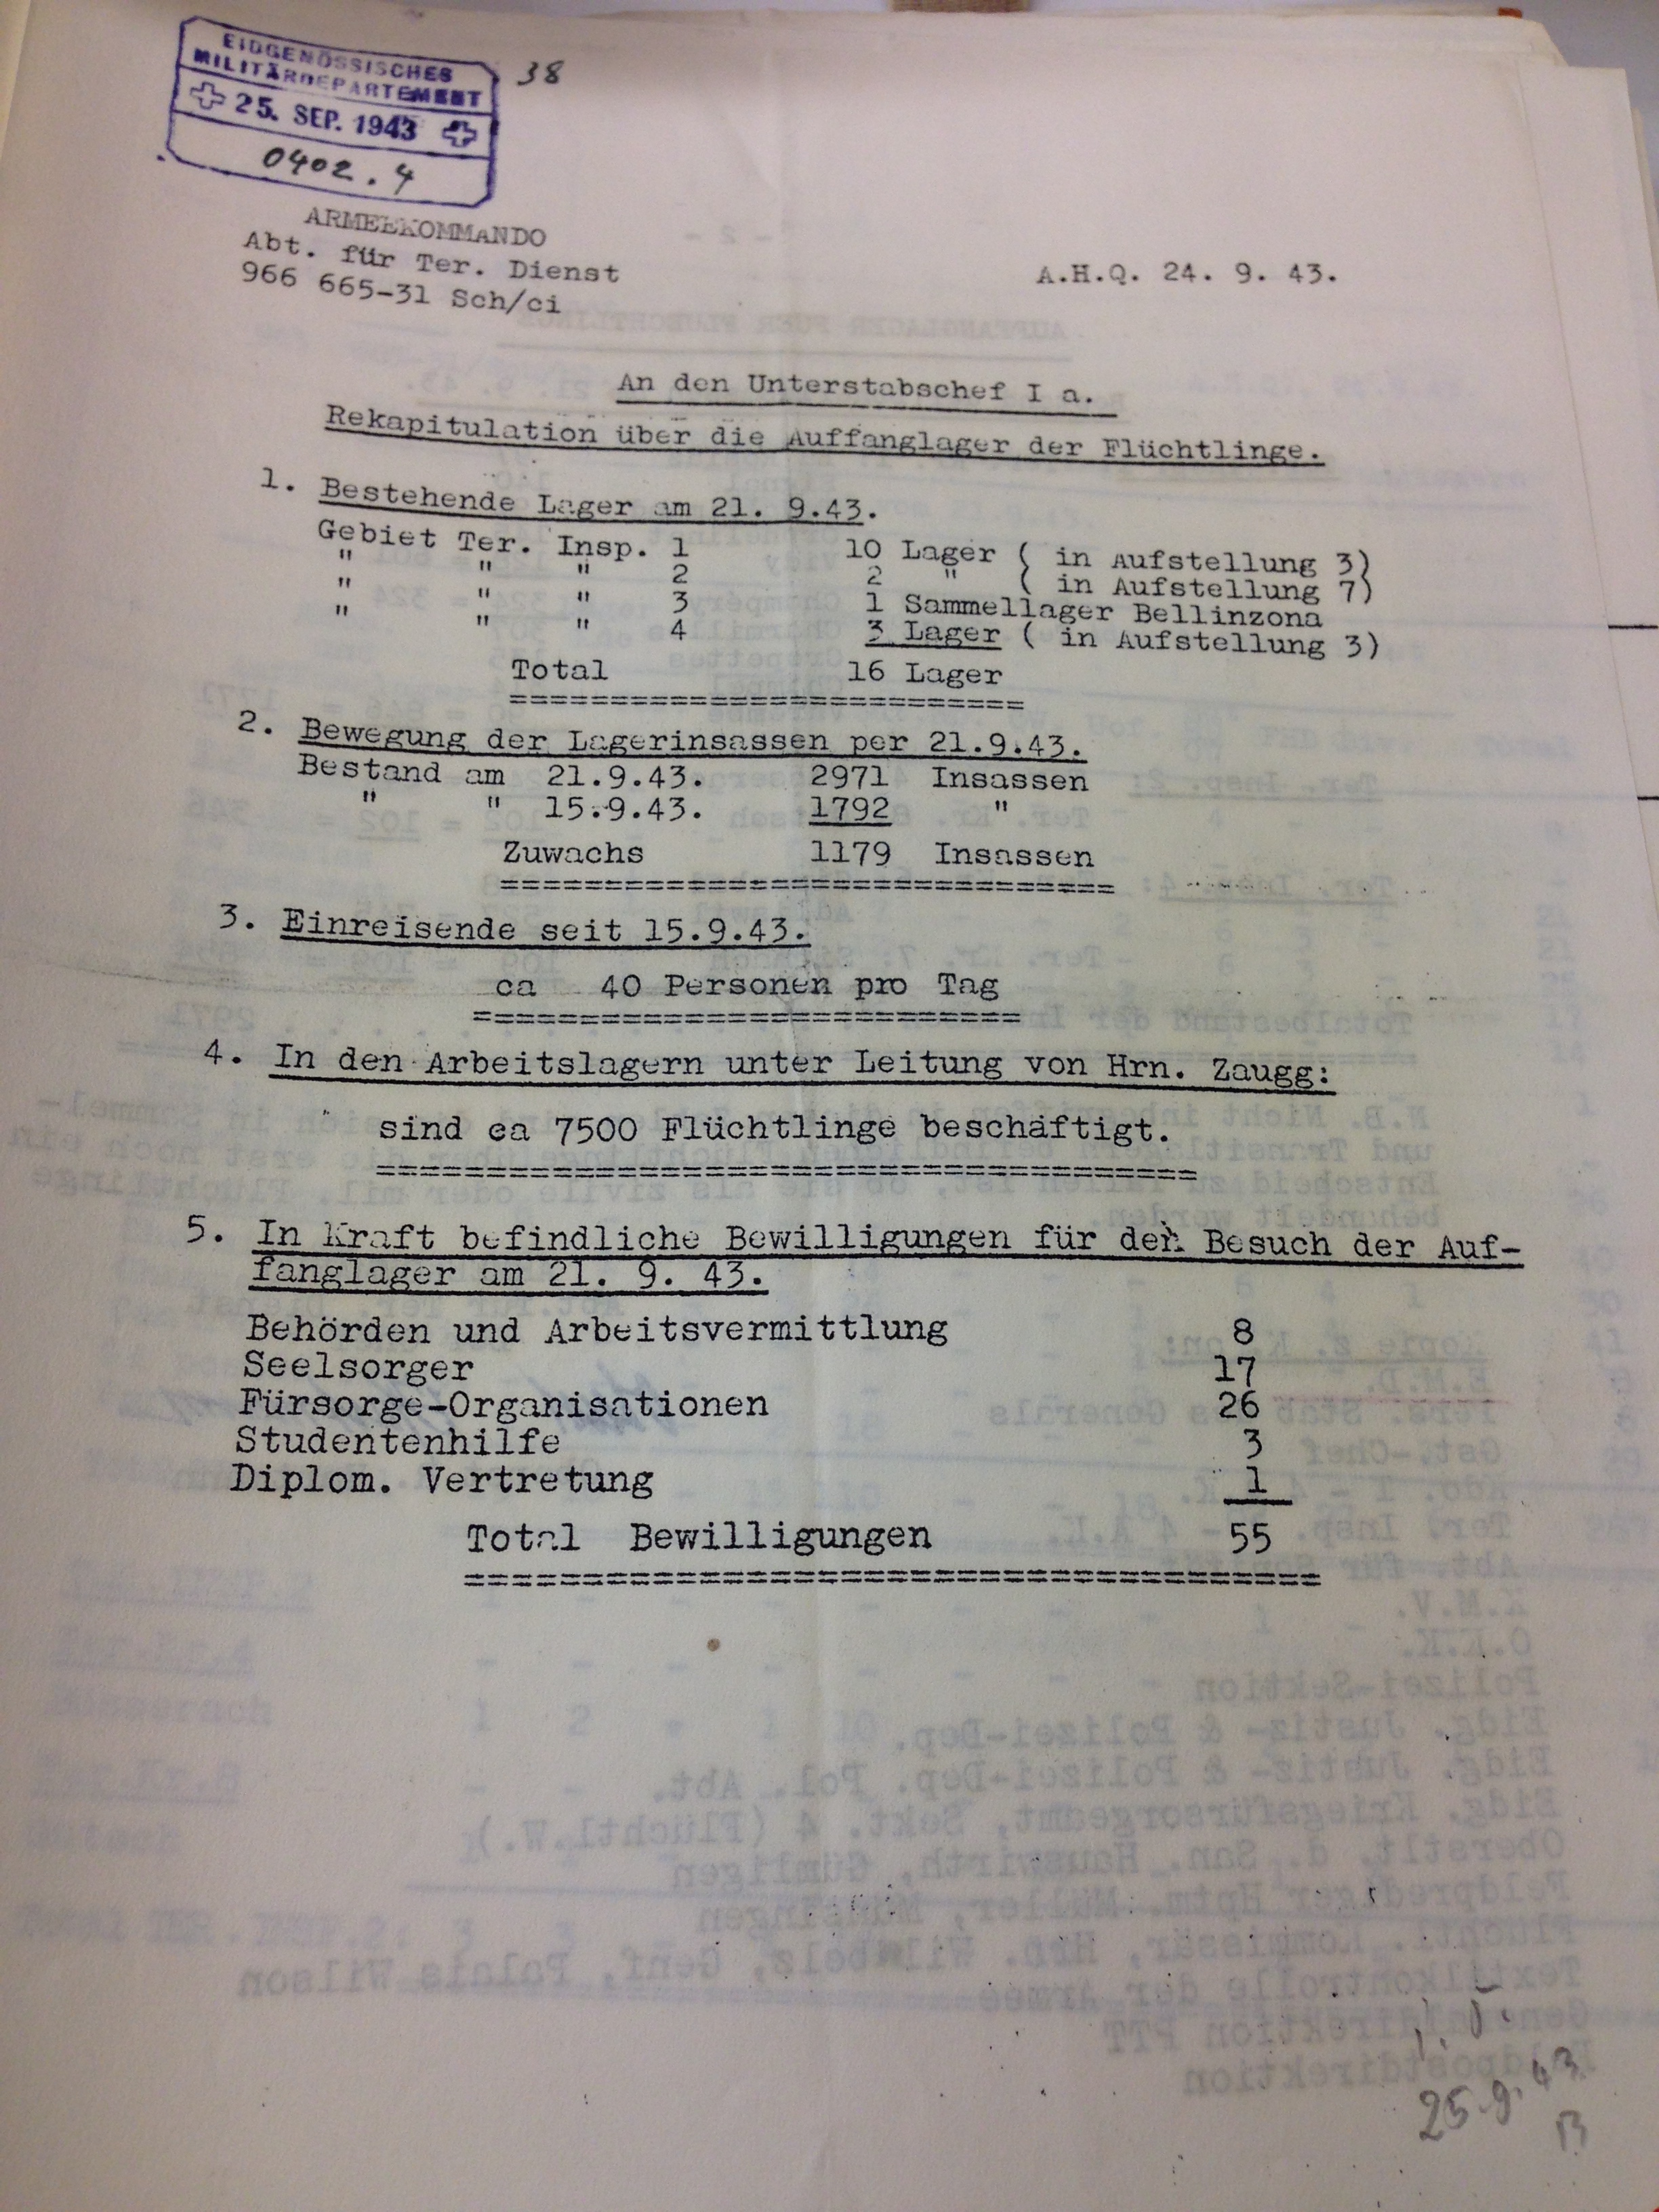 EIDGENÖSSISCHES
MILITÄRDEPARTEMENT
25. SEP. 1943
0402.4
38
ARMEEKOMMANDO
Abt. für Ter. Dienst
966 665-31 Sch/ci
A.H.Q. 24. 9. 43.
An den Unterstabschef I a.
Rekapitulation über die Auffanglager der Flüchtlinge.
1. Bestehende Lager am 21. 9.43.
Gebiet Ter. Insp. 1 10 Lager ( in Aufstellung 3)
" " " 2 2 " ( in Aufstellung 7)
" " " 3 1 Sammellager Bellinzona
" " " 4 3 Lager ( in Aufstellung 3)
Total 16 Lager
==========================
2. Bewegung der Lagerinsassen per 21.9.43.
Bestand am 21.9.43. 2971 Insassen
" " 15.9.43. 1792 "
Zuwachs 1179 Insassen
==============================
3. Einreisende seit 15.9.43.
ca 40 Personen pro Tag
===========================
4. In den Arbeitslagern unter Leitung von Hrn. Zaugg:
sind ca 7500 Flüchtlinge beschäftigt.
========================================
5. In Kraft befindliche Bewilligungen für den Besuch der Auf-
fanglager am 21. 9. 43.
Behörden und Arbeitsvermittlung 8
Seelsorger 17
Fürsorge-Organisationen 26
Studentenhilfe 3
Diplom. Vertretung 1
Total Bewilligungen 55
====================================
25.9.43